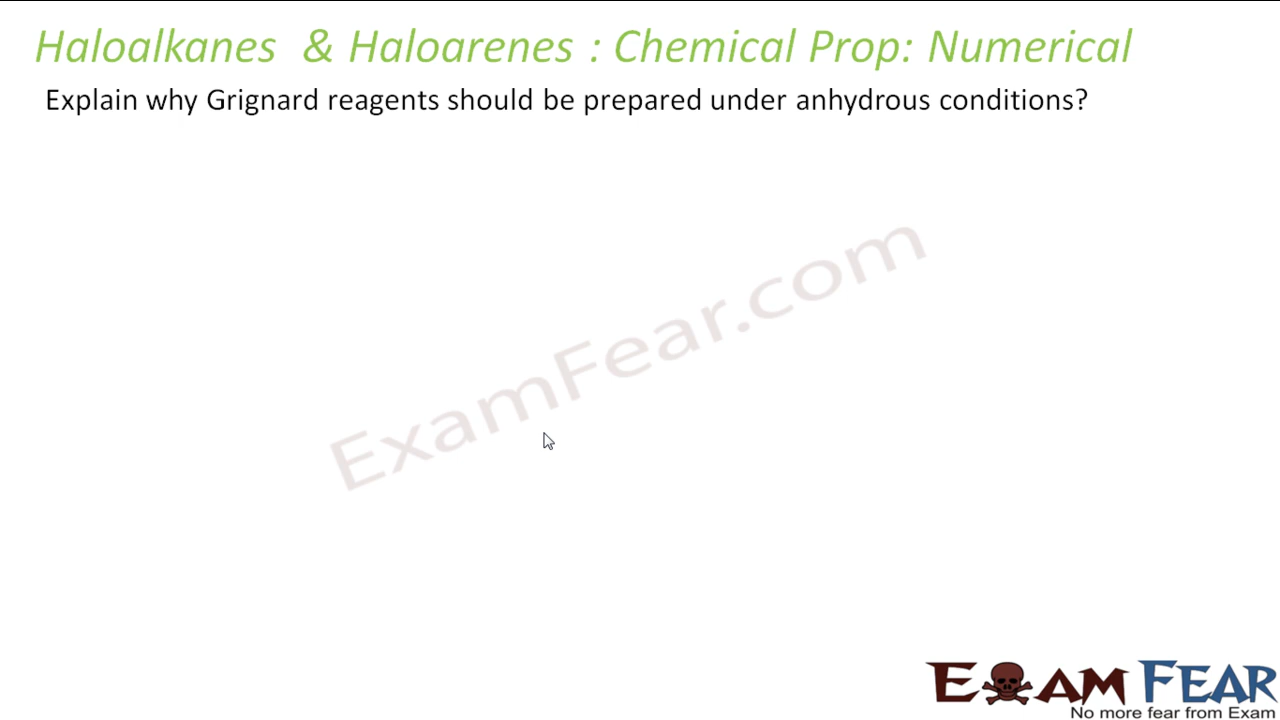 Haloalkanes & Haloarenes : Chemical Prop: Numerical
Explain why Grignard reagents should be prepared under anhydrous conditions?
ExamFear.com
EXAM FEAR
No more fear from Exam